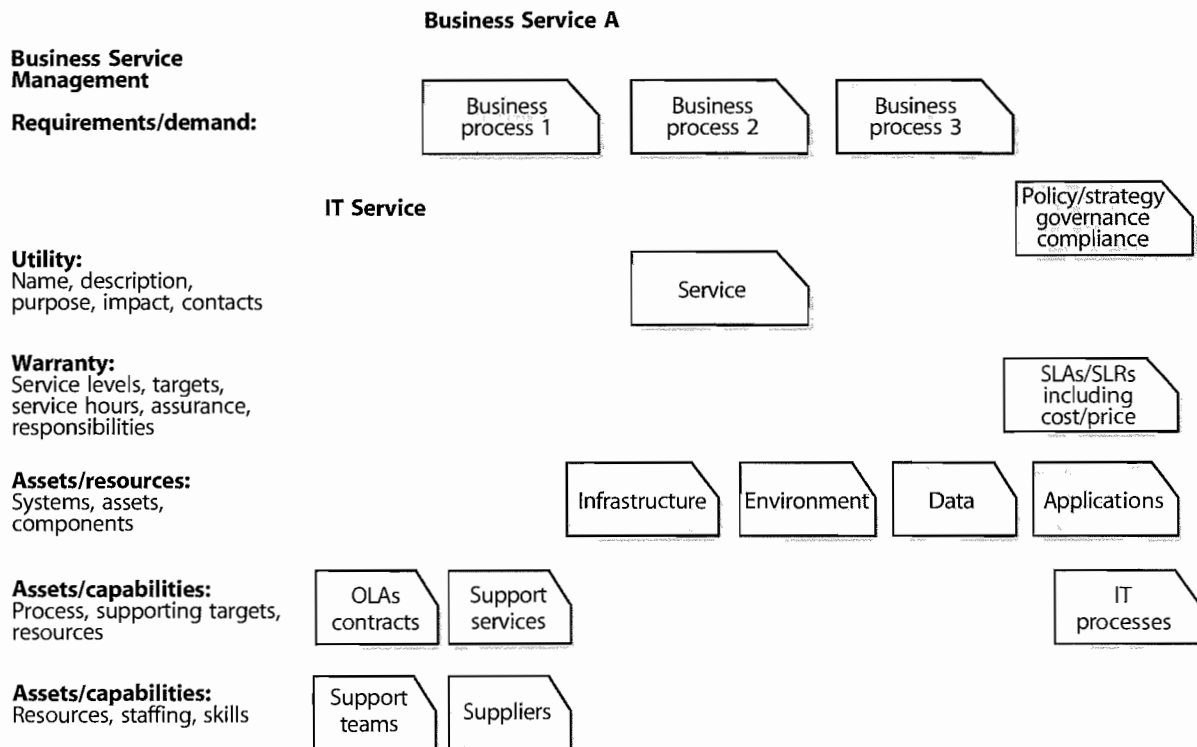 Business Service A
Business Service
Management
Requirements/demand:
Business
process 1
Business
process 2
Business
process 3
IT Service
Policy/strategy
governance
compliance
Utility:
Name, description,
purpose, impact, contacts
Service
Warranty:
Service levels, targets,
service hours, assurance,
responsibilities
SLAs/SLRs
including
cost/price
Assets/resources:
Systems, assets,
components
Infrastructure
Environment
Data
Applications
Assets/capabilities:
Process, supporting targets,
resources
OLAs
contracts
Support
services
IT
processes
Assets/capabilities:
Resources, staffing, skills
Support
teams
Suppliers